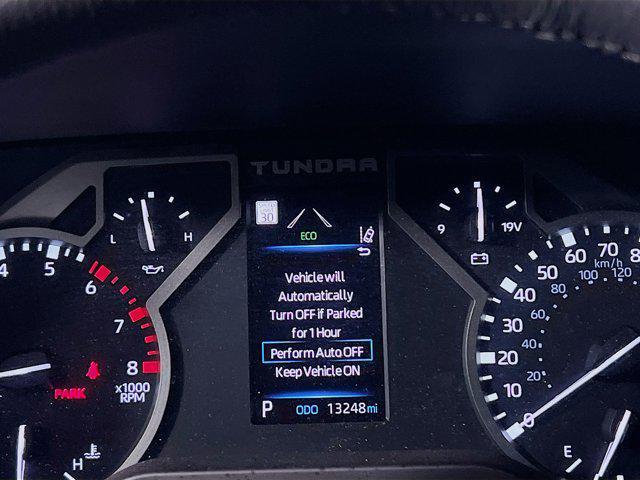 TUNDRA
30
L H
9 19V
ECO
4 5 6 7 8
x1000
RPM
PARK
H
Vehicle will
Automatically
Turn OFF if Parked
for 1 Hour
Perform Auto OFF
Keep Vehicle ON
P ODO 13248 mi
0 10 20 30 40 50 60 70 8
km/h
20 40 60 80 100 120
E